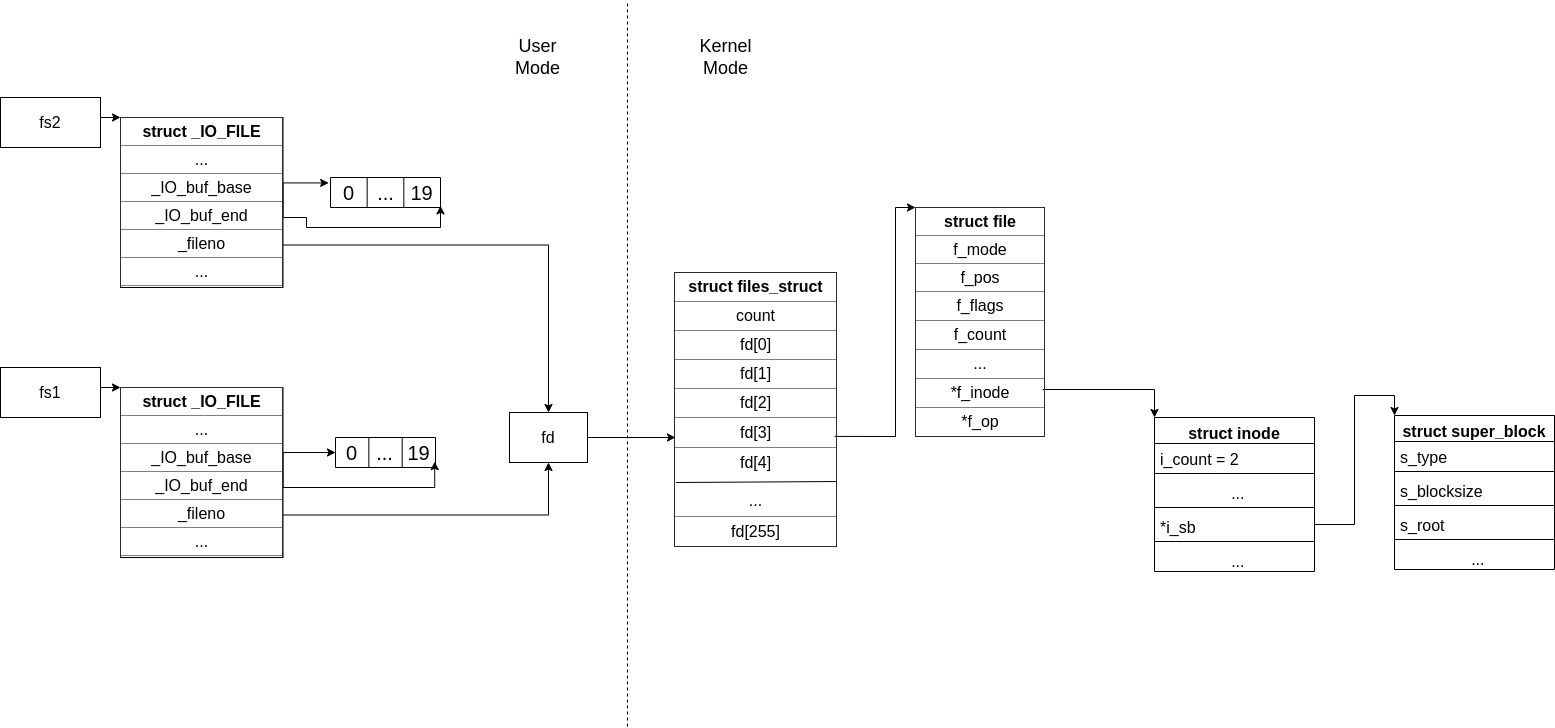 User
Mode
Kernel
Mode
fs2
struct _IO_FILE
...
_IO_buf_base
_IO_buf_end
_fileno
...
0 ... 19
fs1
struct _IO_FILE
...
_IO_buf_base
_IO_buf_end
_fileno
...
0 ... 19
fd
struct files_struct
count
fd[0]
fd[1]
fd[2]
fd[3]
fd[4]
...
fd[255]
struct file
f_mode
f_pos
f_flags
f_count
...
*f_inode
*f_op
struct inode
i_count = 2
...
*i_sb
...
struct super_block
s_type
s_blocksize
s_root
...